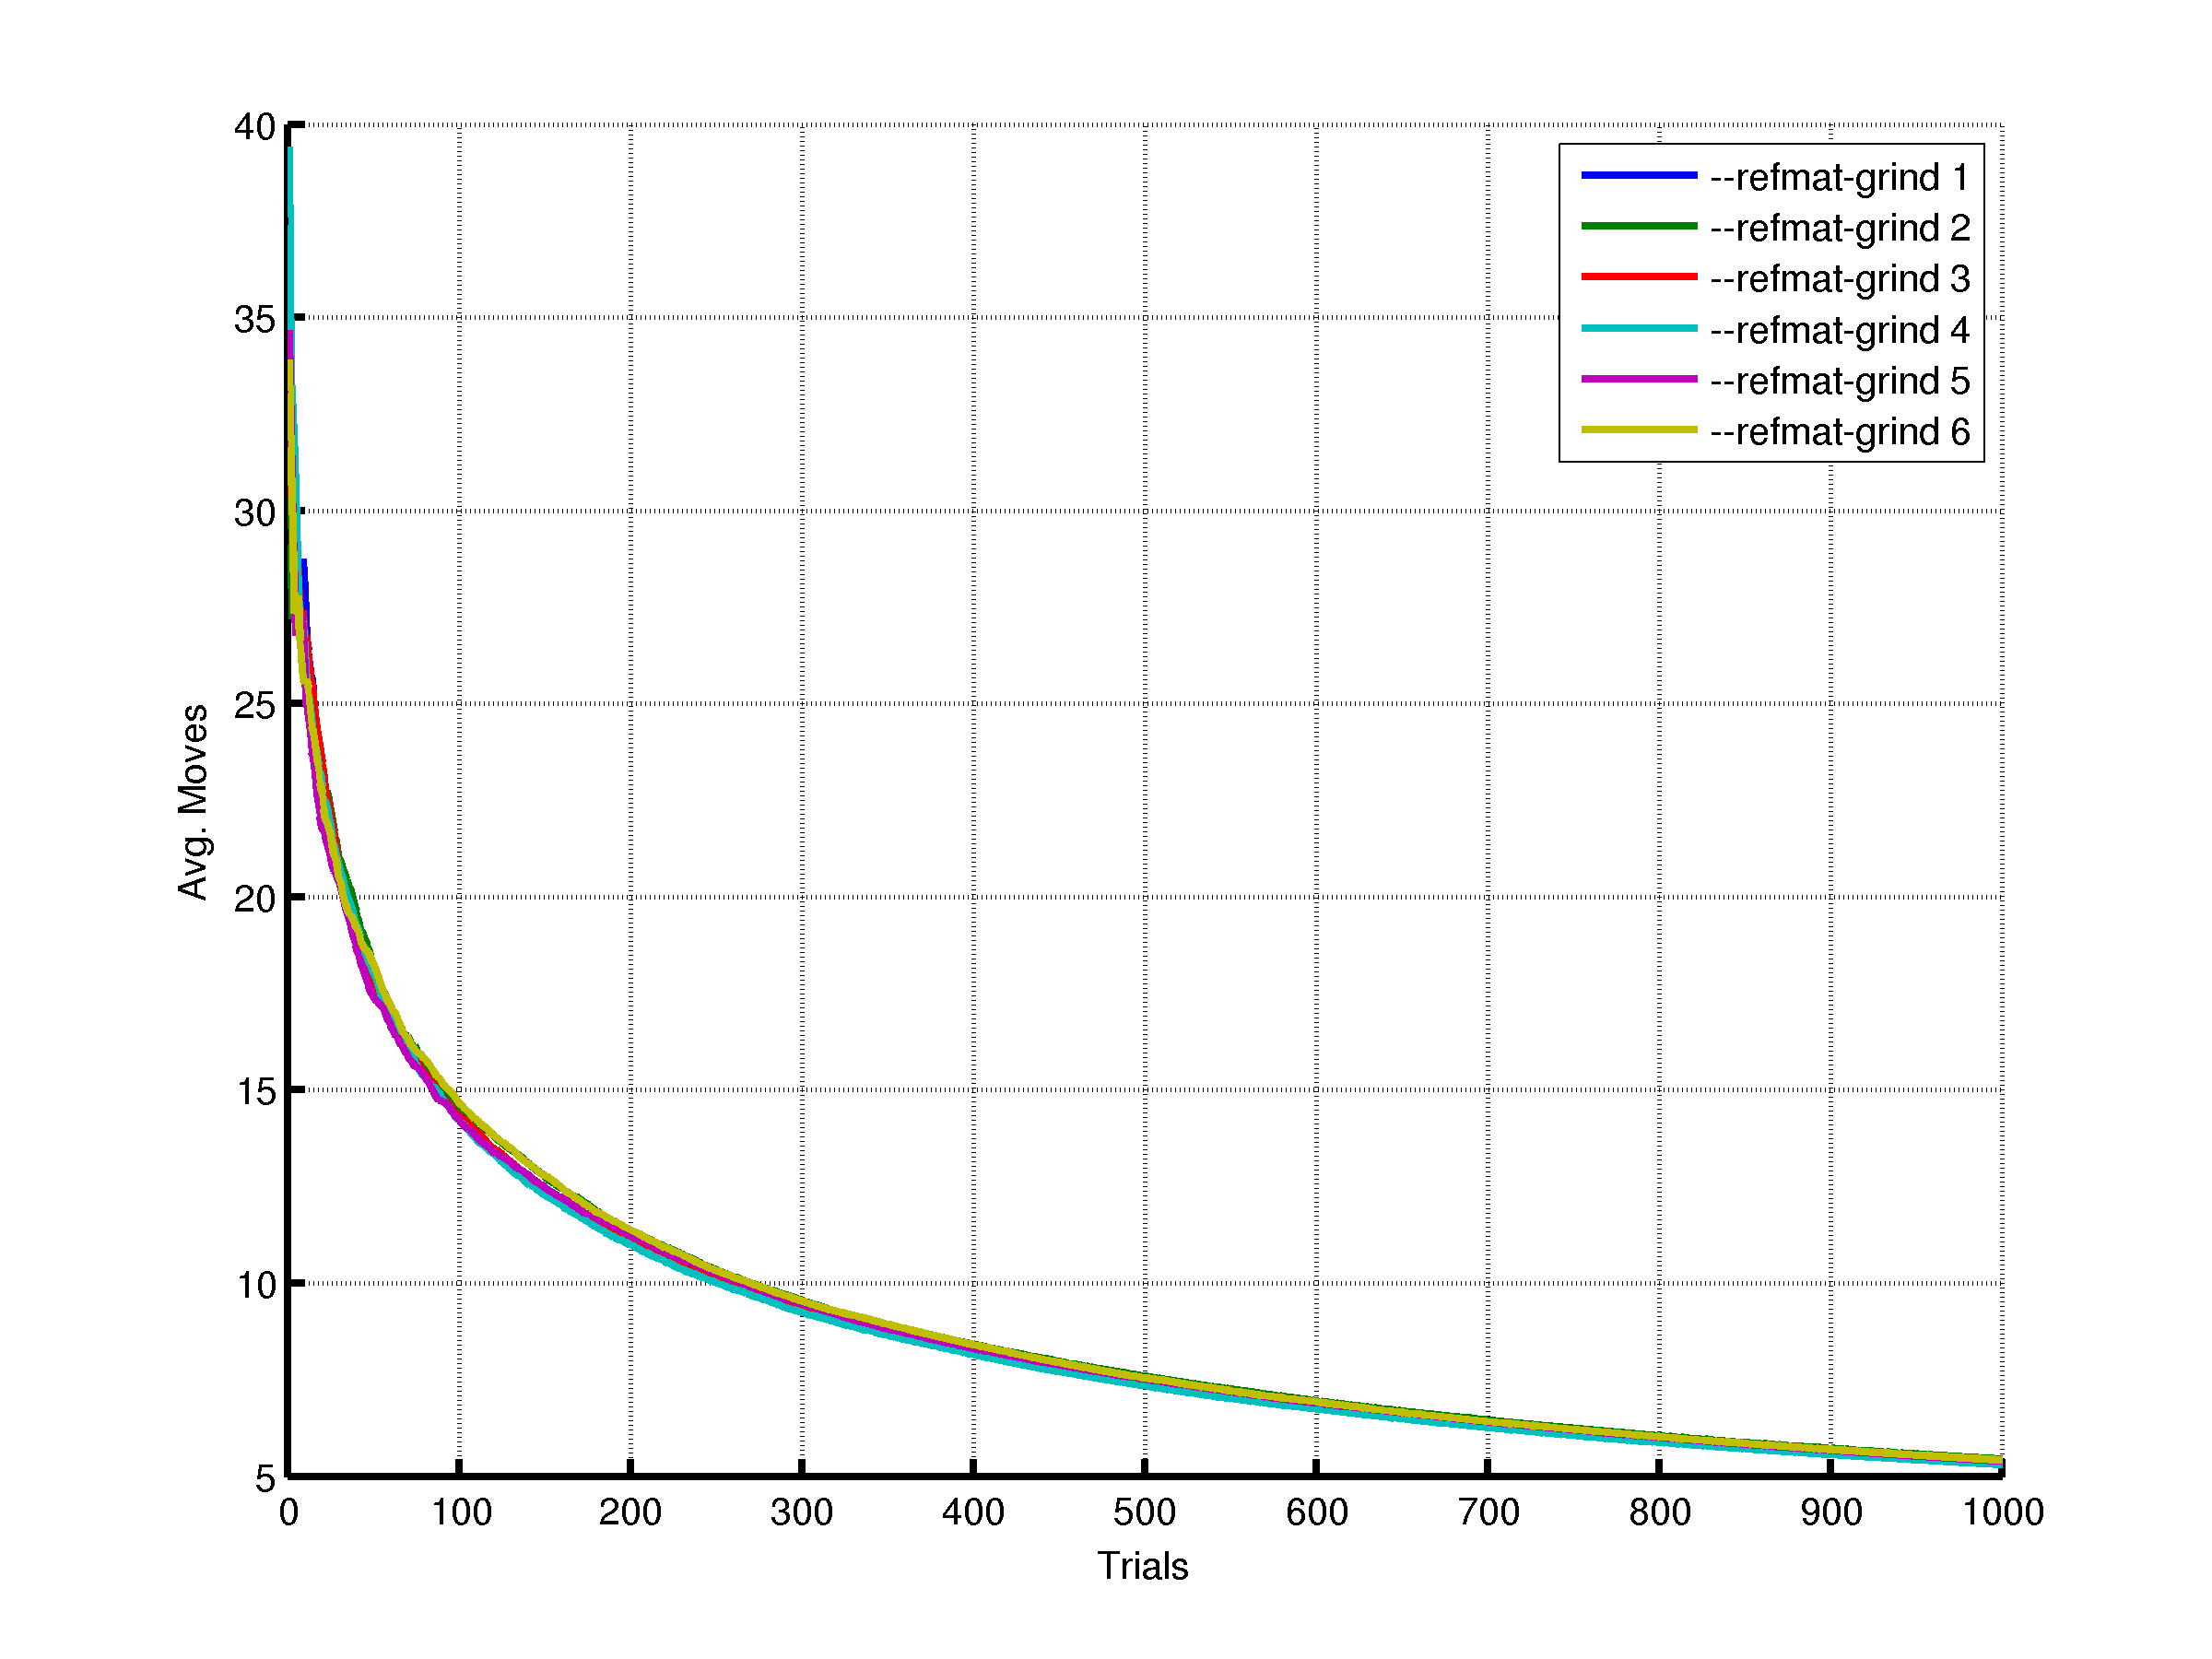 40
35
30
25
20
15
10
5
Avg. Moves
0 100 200 300 400 500 600 700 800 900 1000
Trials
--refmat-grind 1
--refmat-grind 2
--refmat-grind 3
--refmat-grind 4
--refmat-grind 5
--refmat-grind 6